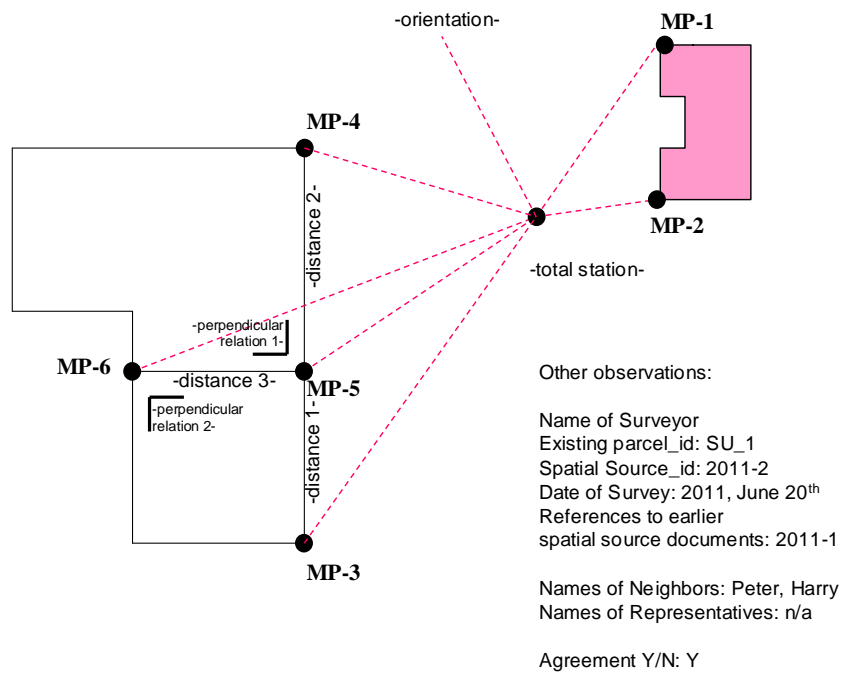 -orientation-
MP-1
MP-4
-distance 2-
MP-2
-total station-
-perpendicular
relation 1-
MP-6
-distance 3-
MP-5
-perpendicular
relation 2-
-distance 1-
MP-3
Other observations:
Name of Surveyor
Existing parcel_id: SU_1
Spatial Source_id: 2011-2
Date of Survey: 2011, June 20th
References to earlier
spatial source documents: 2011-1
Names of Neighbors: Peter, Harry
Names of Representatives: n/a
Agreement Y/N: Y